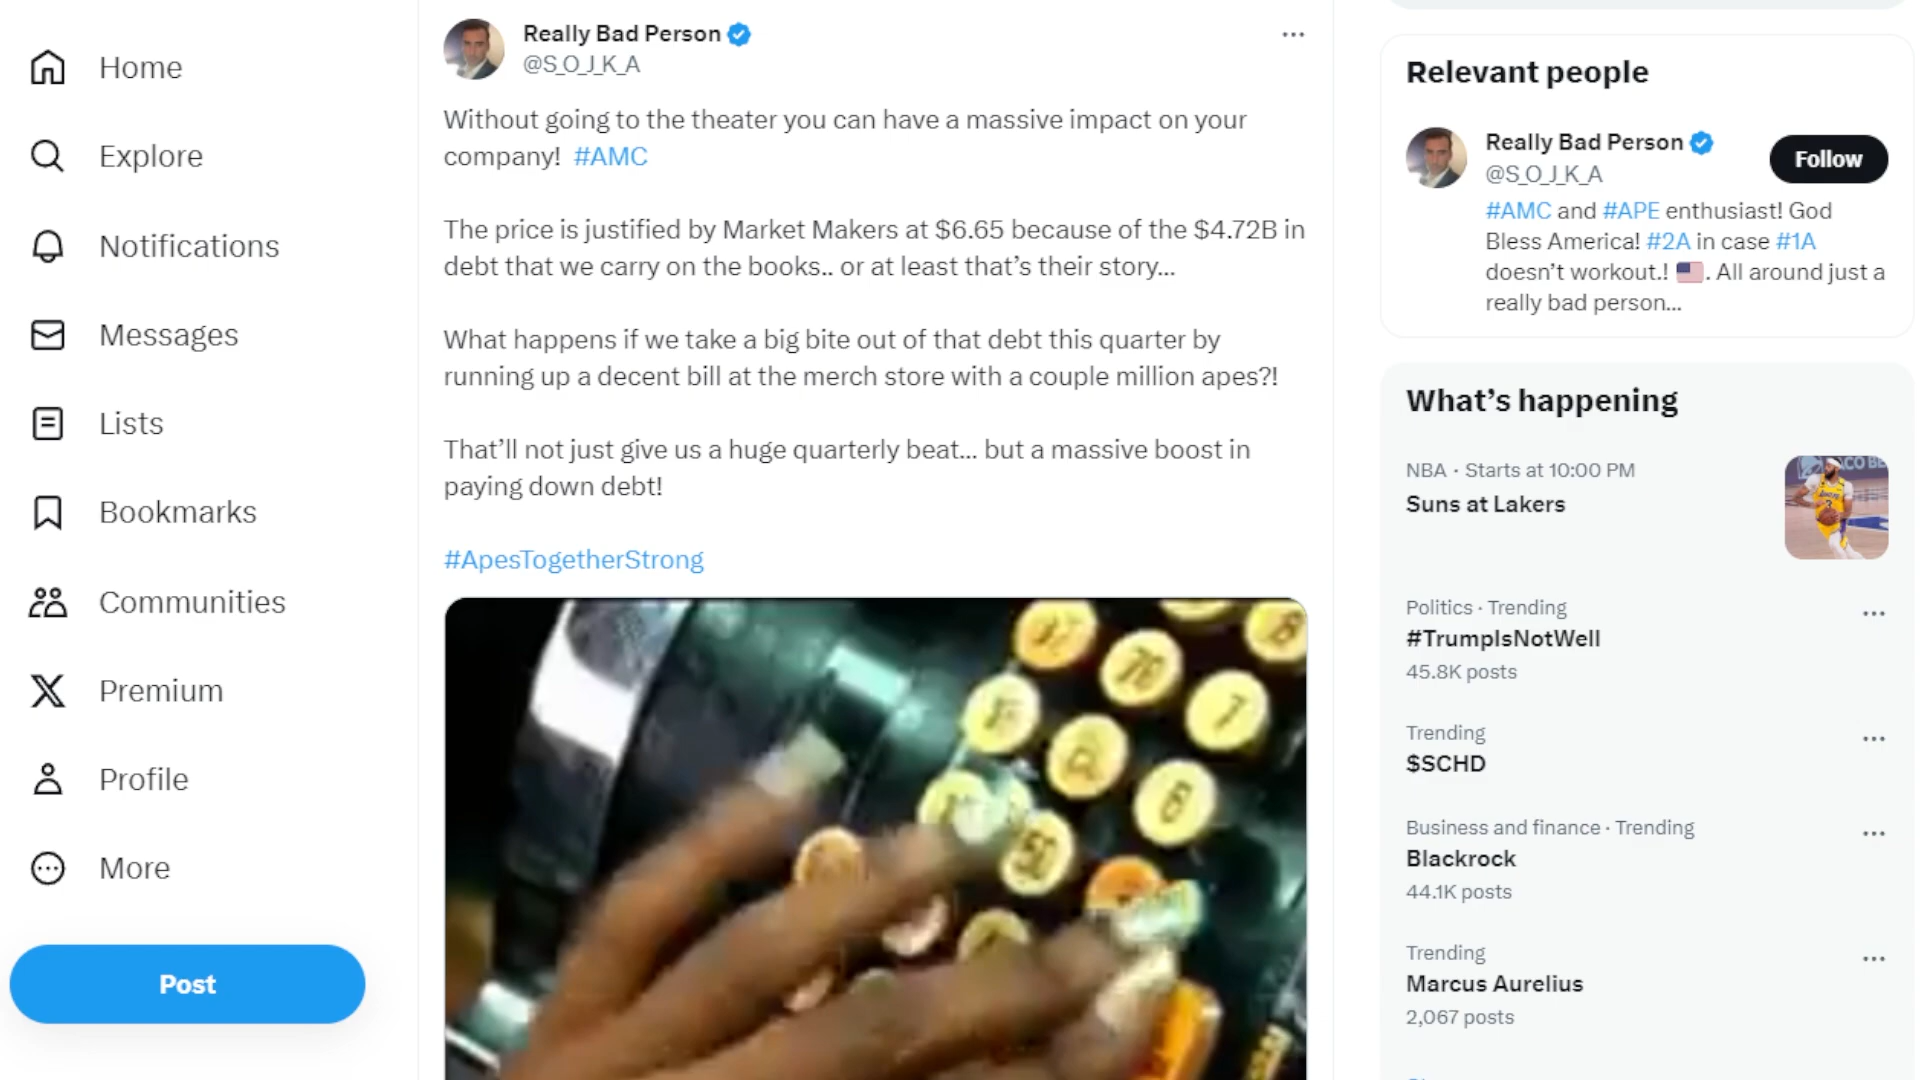 Home
Explore
Notifications
Messages
Lists
Bookmarks
Communities
Premium
Profile
More
Post
Really Bad Person
@S_O_J_K_A
Without going to the theater you can have a massive impact on your
company! #AMC
The price is justified by Market Makers at $6.65 because of the $4.72B in
debt that we carry on the books.. or at least that’s their story...
What happens if we take a big bite out of that debt this quarter by
running up a decent bill at the merch store with a couple million apes?!
That’ll not just give us a huge quarterly beat... but a massive boost in
paying down debt!
#ApesTogetherStrong
70
7
6
50
Relevant people
Really Bad Person
@S_O_J_K_A
Follow
#AMC and #APE enthusiast! God
Bless America! #2A in case #1A
doesn’t workout.! 🇺🇸. All around just a
really bad person...
What’s happening
NBA · Starts at 10:00 PM
Suns at Lakers
Politics · Trending
#TrumpIsNotWell
45.8K posts
Trending
$SCHD
Business and finance · Trending
Blackrock
44.1K posts
Trending
Marcus Aurelius
2,067 posts